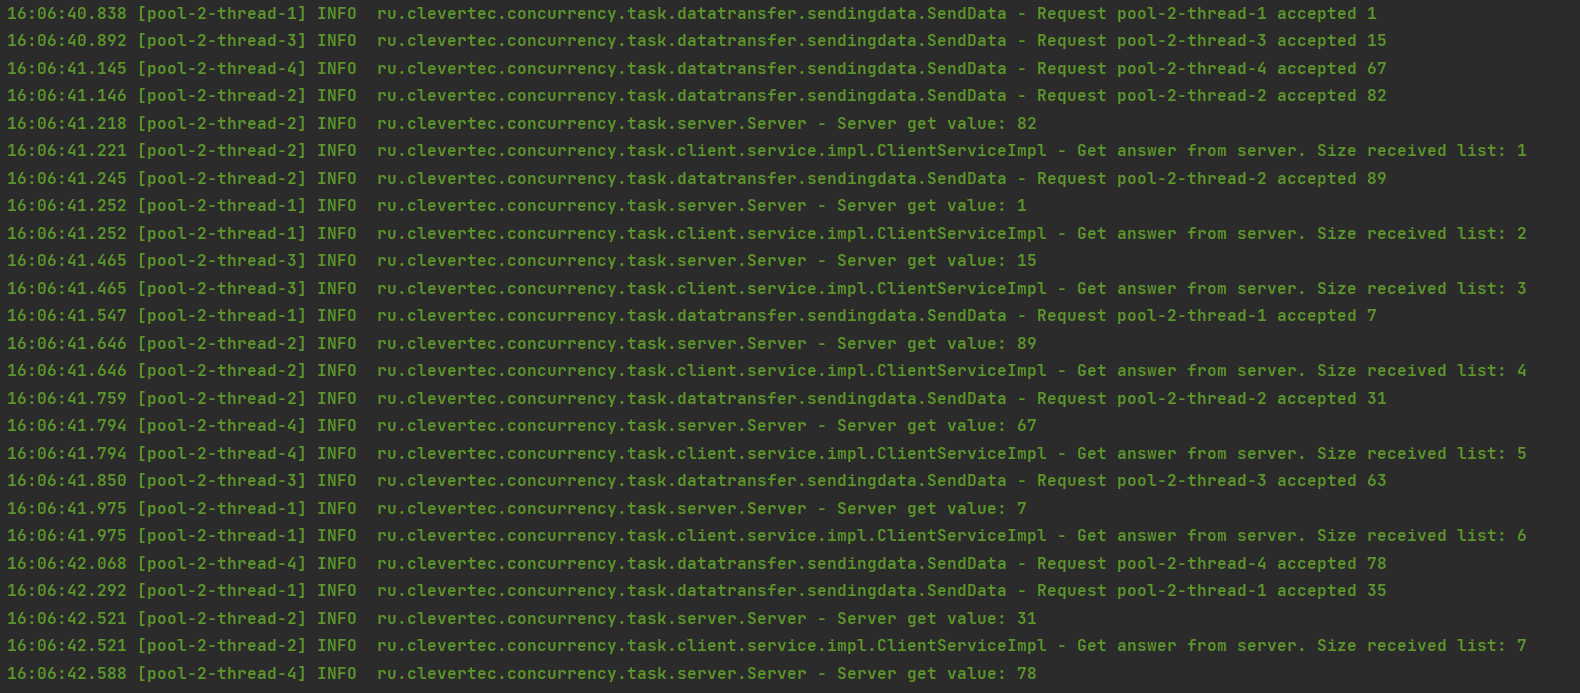 16:06:40.838 [pool-2-thread-1] INFO  ru.clevertec.concurrency.task.datatransfer.sendingdata.SendData - Request pool-2-thread-1 accepted 1
16:06:40.892 [pool-2-thread-3] INFO  ru.clevertec.concurrency.task.datatransfer.sendingdata.SendData - Request pool-2-thread-3 accepted 15
16:06:41.145 [pool-2-thread-4] INFO  ru.clevertec.concurrency.task.datatransfer.sendingdata.SendData - Request pool-2-thread-4 accepted 67
16:06:41.146 [pool-2-thread-2] INFO  ru.clevertec.concurrency.task.datatransfer.sendingdata.SendData - Request pool-2-thread-2 accepted 82
16:06:41.218 [pool-2-thread-2] INFO  ru.clevertec.concurrency.task.server.Server - Server get value: 82
16:06:41.221 [pool-2-thread-2] INFO  ru.clevertec.concurrency.task.client.service.impl.ClientServiceImpl - Get answer from server. Size received list: 1
16:06:41.245 [pool-2-thread-2] INFO  ru.clevertec.concurrency.task.datatransfer.sendingdata.SendData - Request pool-2-thread-2 accepted 89
16:06:41.252 [pool-2-thread-1] INFO  ru.clevertec.concurrency.task.server.Server - Server get value: 1
16:06:41.252 [pool-2-thread-1] INFO  ru.clevertec.concurrency.task.client.service.impl.ClientServiceImpl - Get answer from server. Size received list: 2
16:06:41.465 [pool-2-thread-3] INFO  ru.clevertec.concurrency.task.server.Server - Server get value: 15
16:06:41.465 [pool-2-thread-3] INFO  ru.clevertec.concurrency.task.client.service.impl.ClientServiceImpl - Get answer from server. Size received list: 3
16:06:41.547 [pool-2-thread-1] INFO  ru.clevertec.concurrency.task.datatransfer.sendingdata.SendData - Request pool-2-thread-1 accepted 7
16:06:41.646 [pool-2-thread-2] INFO  ru.clevertec.concurrency.task.server.Server - Server get value: 89
16:06:41.646 [pool-2-thread-2] INFO  ru.clevertec.concurrency.task.client.service.impl.ClientServiceImpl - Get answer from server. Size received list: 4
16:06:41.759 [pool-2-thread-2] INFO  ru.clevertec.concurrency.task.datatransfer.sendingdata.SendData - Request pool-2-thread-2 accepted 31
16:06:41.794 [pool-2-thread-4] INFO  ru.clevertec.concurrency.task.server.Server - Server get value: 67
16:06:41.794 [pool-2-thread-4] INFO  ru.clevertec.concurrency.task.client.service.impl.ClientServiceImpl - Get answer from server. Size received list: 5
16:06:41.850 [pool-2-thread-3] INFO  ru.clevertec.concurrency.task.datatransfer.sendingdata.SendData - Request pool-2-thread-3 accepted 63
16:06:41.975 [pool-2-thread-1] INFO  ru.clevertec.concurrency.task.server.Server - Server get value: 7
16:06:41.975 [pool-2-thread-1] INFO  ru.clevertec.concurrency.task.client.service.impl.ClientServiceImpl - Get answer from server. Size received list: 6
16:06:42.068 [pool-2-thread-4] INFO  ru.clevertec.concurrency.task.datatransfer.sendingdata.SendData - Request pool-2-thread-4 accepted 78
16:06:42.292 [pool-2-thread-1] INFO  ru.clevertec.concurrency.task.datatransfer.sendingdata.SendData - Request pool-2-thread-1 accepted 35
16:06:42.521 [pool-2-thread-2] INFO  ru.clevertec.concurrency.task.server.Server - Server get value: 31
16:06:42.521 [pool-2-thread-2] INFO  ru.clevertec.concurrency.task.client.service.impl.ClientServiceImpl - Get answer from server. Size received list: 7
16:06:42.588 [pool-2-thread-4] INFO  ru.clevertec.concurrency.task.server.Server - Server get value: 78